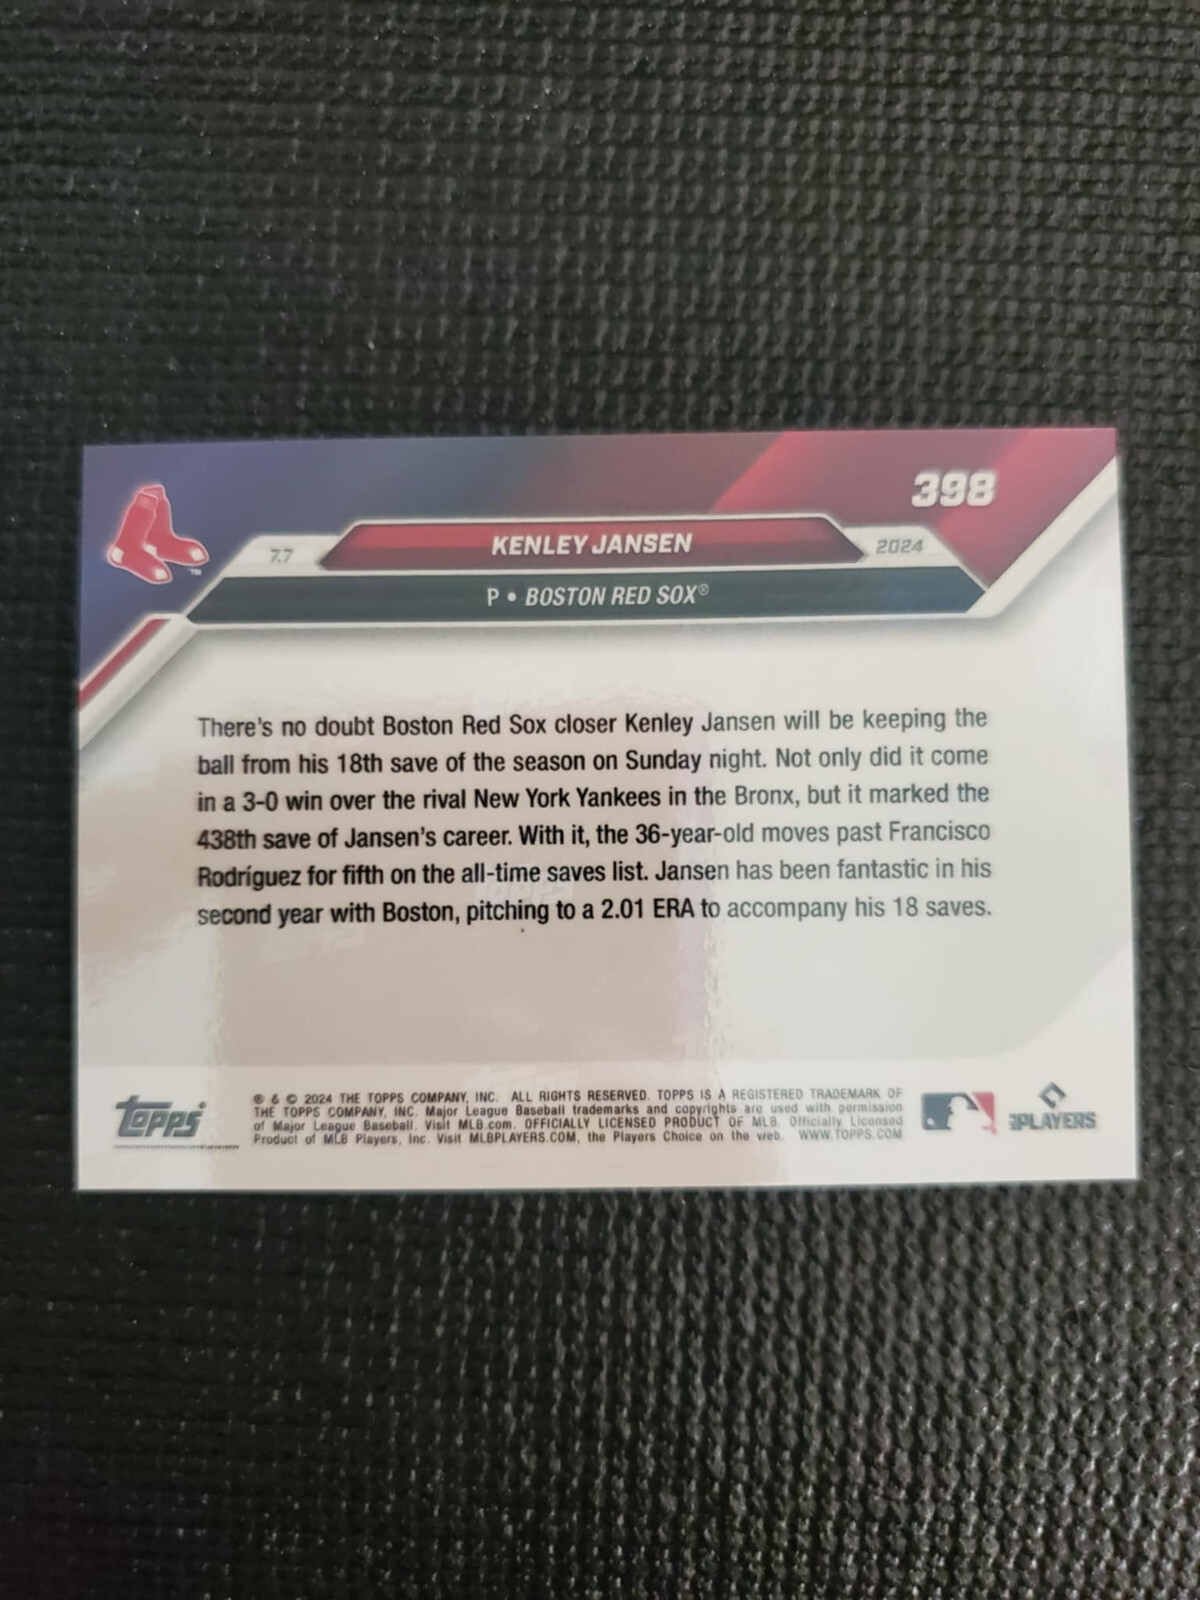 398
7.7 KENLEY JANSEN 2024
P • BOSTON RED SOX®
There's no doubt Boston Red Sox closer Kenley Jansen will be keeping the
ball from his 18th save of the season on Sunday night. Not only did it come
in a 3-0 win over the rival New York Yankees in the Bronx, but it marked the
438th save of Jansen's career. With it, the 36-year-old moves past Francisco
Rodríguez for fifth on the all-time saves list. Jansen has been fantastic in his
second year with Boston, pitching to a 2.01 ERA to accompany his 18 saves.
TOPPS
® & © 2024 THE TOPPS COMPANY, INC. ALL RIGHTS RESERVED. TOPPS IS A REGISTERED TRADEMARK OF
THE TOPPS COMPANY, INC. Major League Baseball trademarks and copyrights are used with permission
of Major League Baseball. Visit MLB.com. OFFICIALLY LICENSED PRODUCT OF MLB. Officially Licensed
Product of MLB Players, Inc. Visit MLBPLAYERS.COM, the Players Choice on the web. WWW.TOPPS.COM
PLAYERS